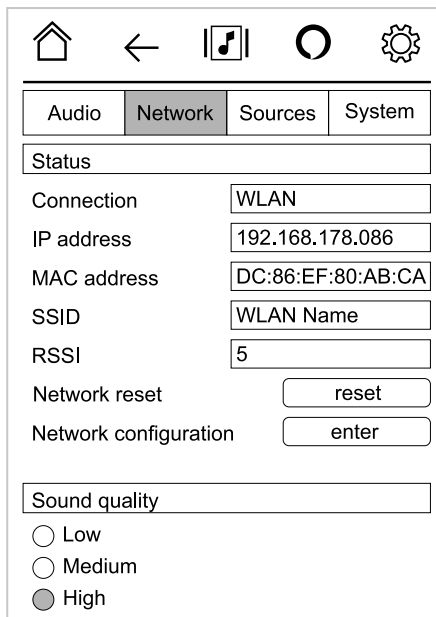 Audio Network Sources System
Status
Connection WLAN
IP address 192.168.178.086
MAC address DC:86:EF:80:AB:CA
SSID WLAN Name
RSSI 5
Network reset reset
Network configuration enter
Sound quality
Low
Medium
High